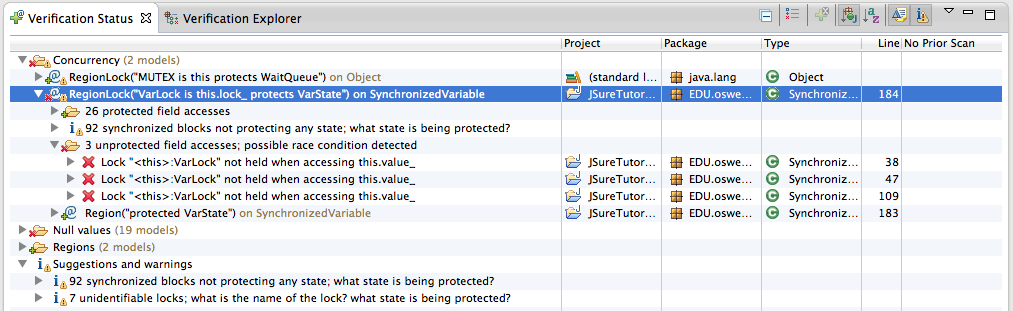 Verification Status Verification Explorer
Project Package Type Line No Prior Scan
Concurrency (2 models)
RegionLock("MUTEX is this protects WaitQueue") on Object (standard l... java.lang Object
RegionLock("VarLock is this.lock_ protects VarState") on SynchronizedVariable JSureTutor... EDU.oswe... Synchroniz... 184
26 protected field accesses
92 synchronized blocks not protecting any state; what state is being protected?
3 unprotected field accesses; possible race condition detected
Lock "<this>:VarLock" not held when accessing this.value_ JSureTutor... EDU.oswe... Synchroniz... 38
Lock "<this>:VarLock" not held when accessing this.value_ JSureTutor... EDU.oswe... Synchroniz... 47
Lock "<this>:VarLock" not held when accessing this.value_ JSureTutor... EDU.oswe... Synchroniz... 109
Region("protected VarState") on SynchronizedVariable JSureTutor... EDU.oswe... Synchroniz... 183
Null values (19 models)
Regions (2 models)
Suggestions and warnings
92 synchronized blocks not protecting any state; what state is being protected?
7 unidentifiable locks; what is the name of the lock? what state is being protected?